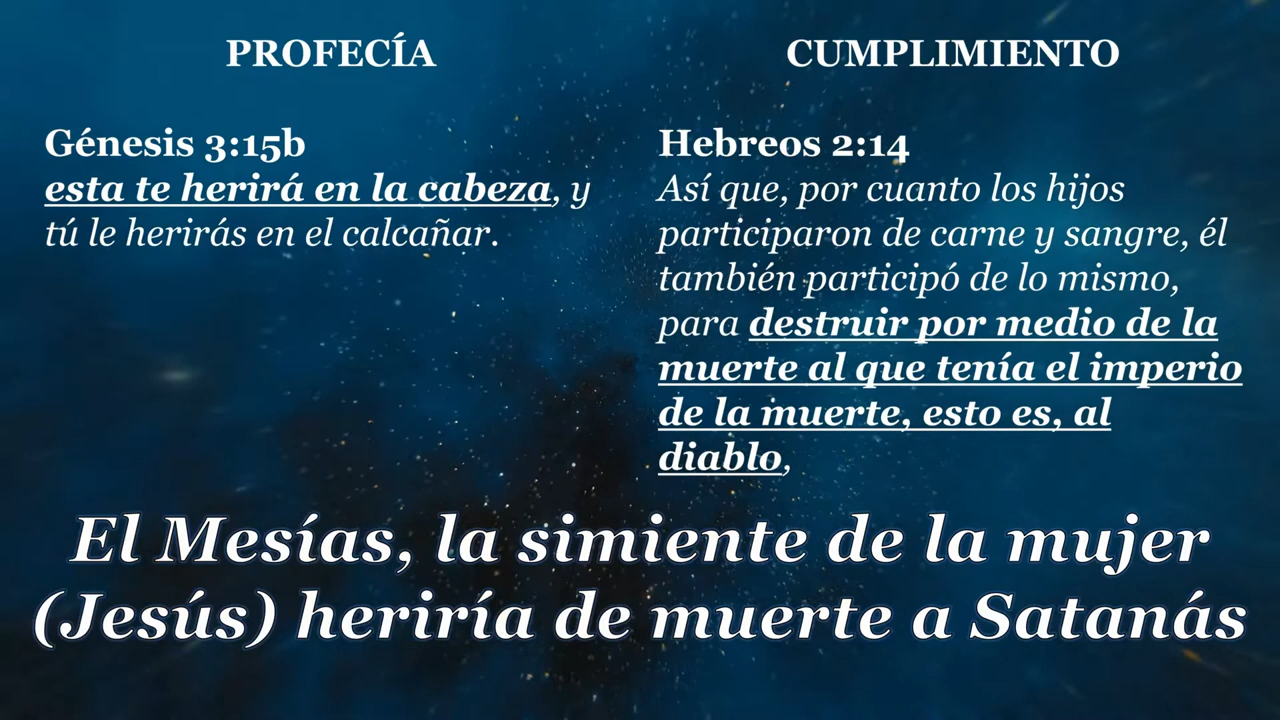 PROFECÍA
Génesis 3:15b
esta te herirá en la cabeza, y
tú le herirás en el calcañar.
CUMPLIMIENTO
Hebreos 2:14
Así que, por cuanto los hijos
participaron de carne y sangre, él
también participó de lo mismo,
para destruir por medio de la
muerte al que tenía el imperio
de la muerte, esto es, al
diablo,
El Mesías, la simiente de la mujer
(Jesús) heriría de muerte a Satanás